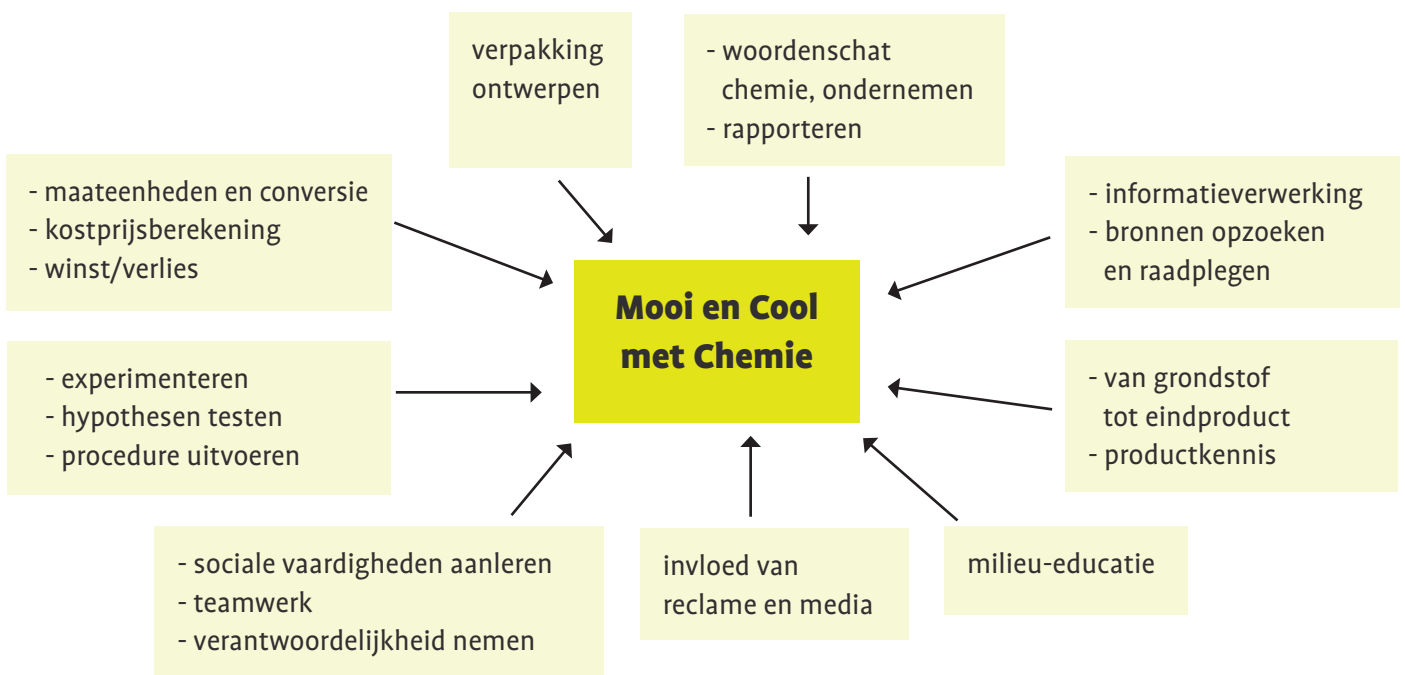 verpakking
ontwerpen
- woordenschat
chemie, ondernemen
- rapporteren
- maateenheden en conversie
- kostprijsberekening
- winst/verlies
- informatieverwerking
- bronnen opzoeken
en raadplegen
Mooi en Cool
met Chemie
- experimenteren
- hypothesen testen
- procedure uitvoeren
- van grondstof
tot eindproduct
- productkennis
- sociale vaardigheden aanleren
- teamwerk
- verantwoordelijkheid nemen
invloed van
reclame en media
milieu-educatie